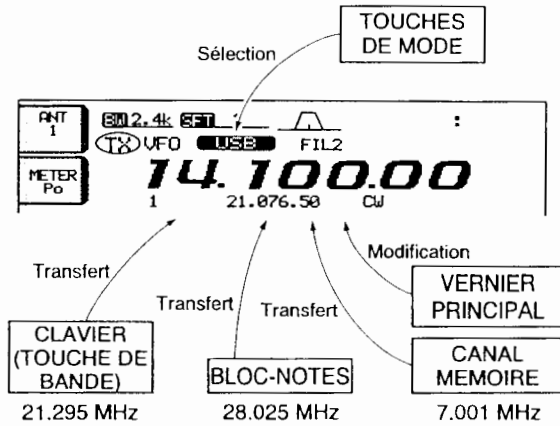 TOUCHES
DE MODE
Sélection
ANT
1
BW 2.4k SFT :
TX VFO USB FIL2
METER
Po
14.100.00
1 21.076.50 CW
Transfert
Transfert
Transfert
Modification
VERNIER
PRINCIPAL
CLAVIER
(TOUCHE DE
BANDE)
BLOC-NOTES
CANAL
MEMOIRE
21.295 MHz
28.025 MHz
7.001 MHz